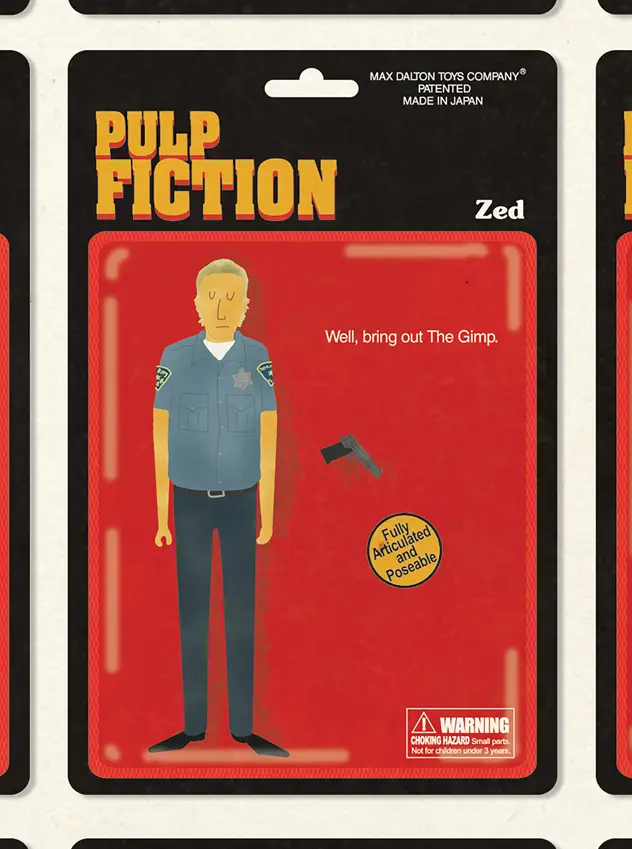 MAX DALTON TOYS COMPANY®
PATENTED
MADE IN JAPAN
PULP
FICTION
Zed
Well, bring out The Gimp.
Fully
Articulated
and
Poseable
WARNING
CHOKING HAZARD Small parts.
Not for children under 3 years.